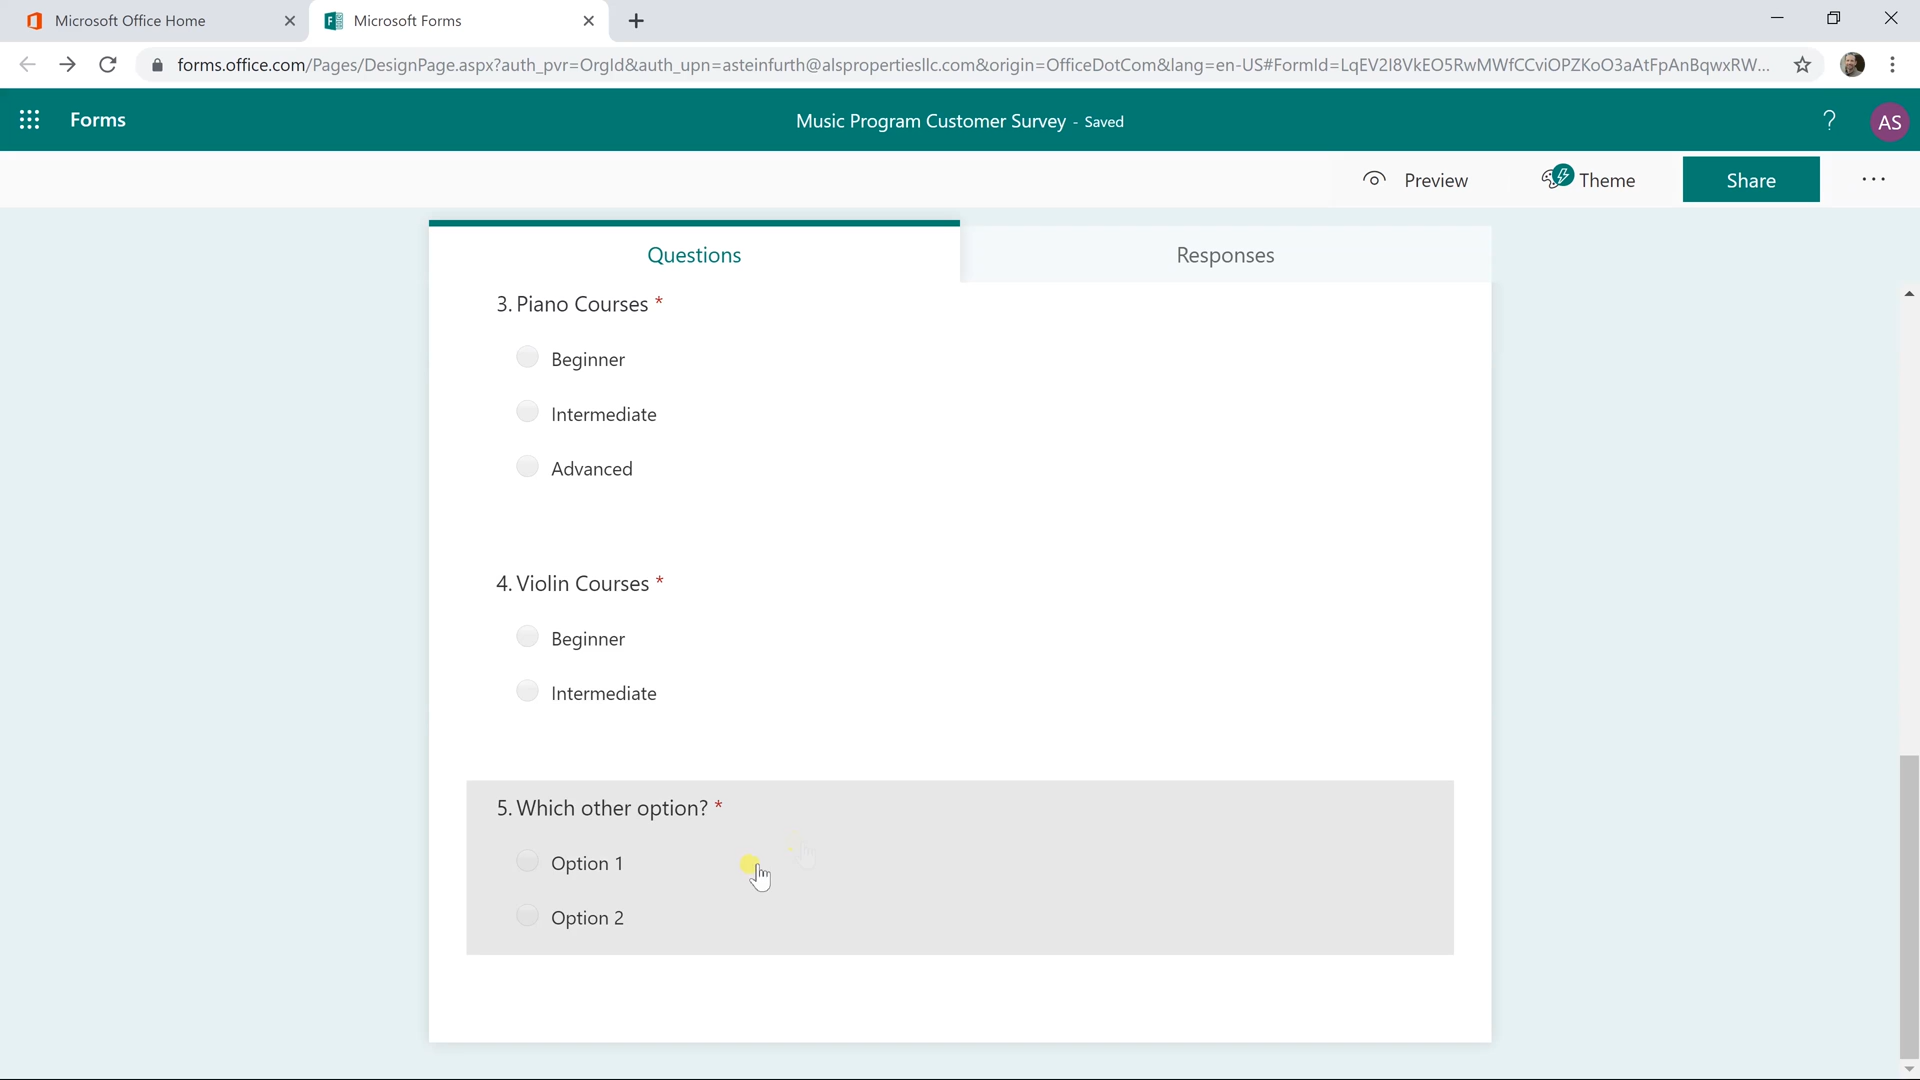 Microsoft Office Home
Microsoft Forms
forms.office.com/Pages/DesignPage.aspx?auth_pvr=OrgId&auth_upn=asteinfurth@alspropertiesllc.com&origin=OfficeDotCom&lang=en-US#FormId=LqEV2I8VkEO5RwMWfCCviOPZKoO3aAtFpAnBqwxRW...
Forms
Music Program Customer Survey - Saved
?
AS
Preview
Theme
Share
...
Questions
Responses
3. Piano Courses *
Beginner
Intermediate
Advanced
4. Violin Courses *
Beginner
Intermediate
5. Which other option? *
Option 1
Option 2